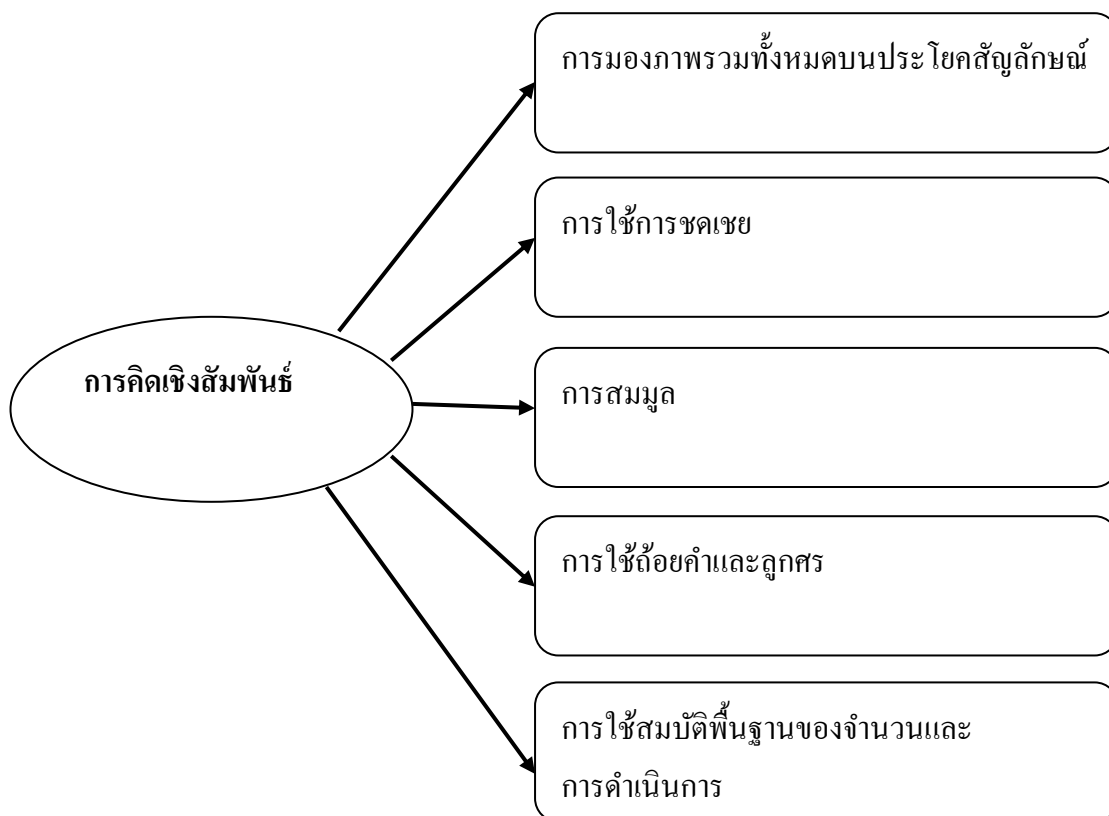 การมองภาพรวมทั้งหมดบนประโยคสัญลักษณ์
การใช้การชดเชย
การคิดเชิงสัมพันธ์
การสมมูล
การใช้ถ้อยคำและลูกศร
การใช้สมบัติพื้นฐานของจำนวนและ
การดำเนินการ